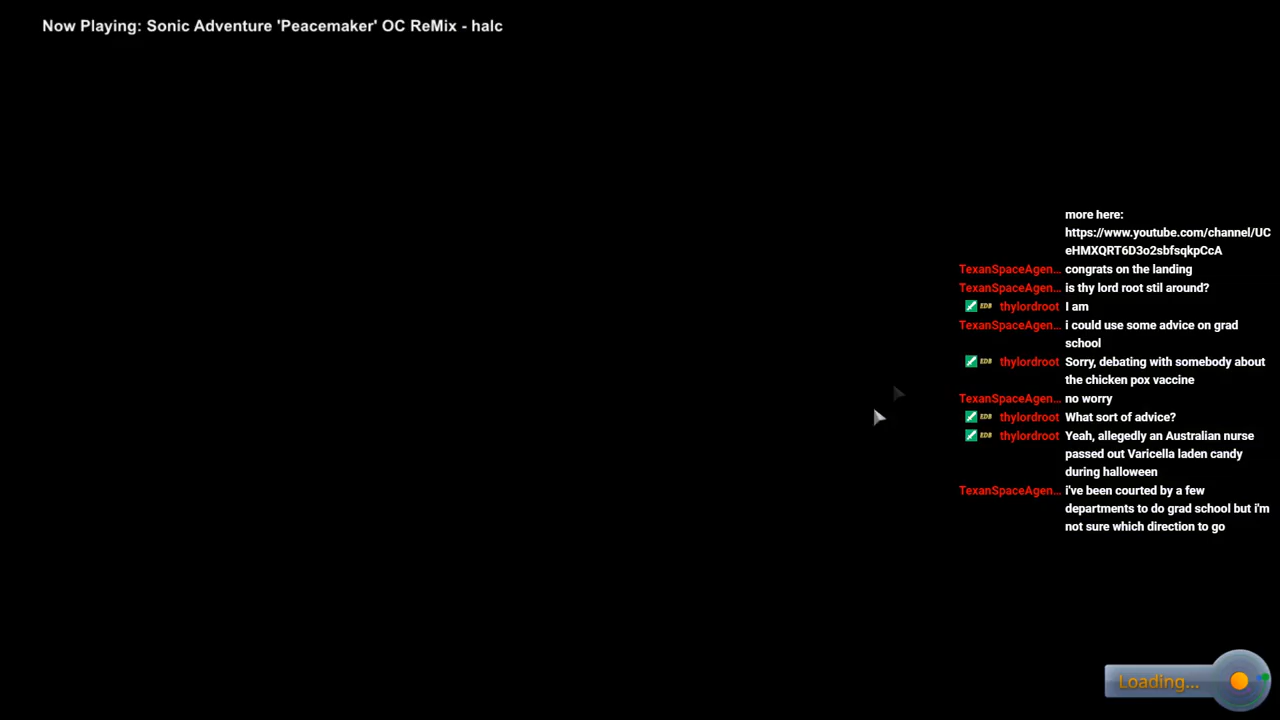 Now Playing: Sonic Adventure 'Peacemaker' OC ReMix - halc
more here:
https://www.youtube.com/channel/UC
eHMXQRT6D3o2sbfsqkpCcA
TexanSpaceAgen... congrats on the landing
TexanSpaceAgen... is thy lord root stil around?
EDB thylordroot I am
TexanSpaceAgen... i could use some advice on grad
school
EDB thylordroot Sorry, debating with somebody about
the chicken pox vaccine
TexanSpaceAgen... no worry
EDB thylordroot What sort of advice?
EDB thylordroot Yeah, allegedly an Australian nurse
passed out Varicella laden candy
during halloween
TexanSpaceAgen... i've been courted by a few
departments to do grad school but i'm
not sure which direction to go
Loading...